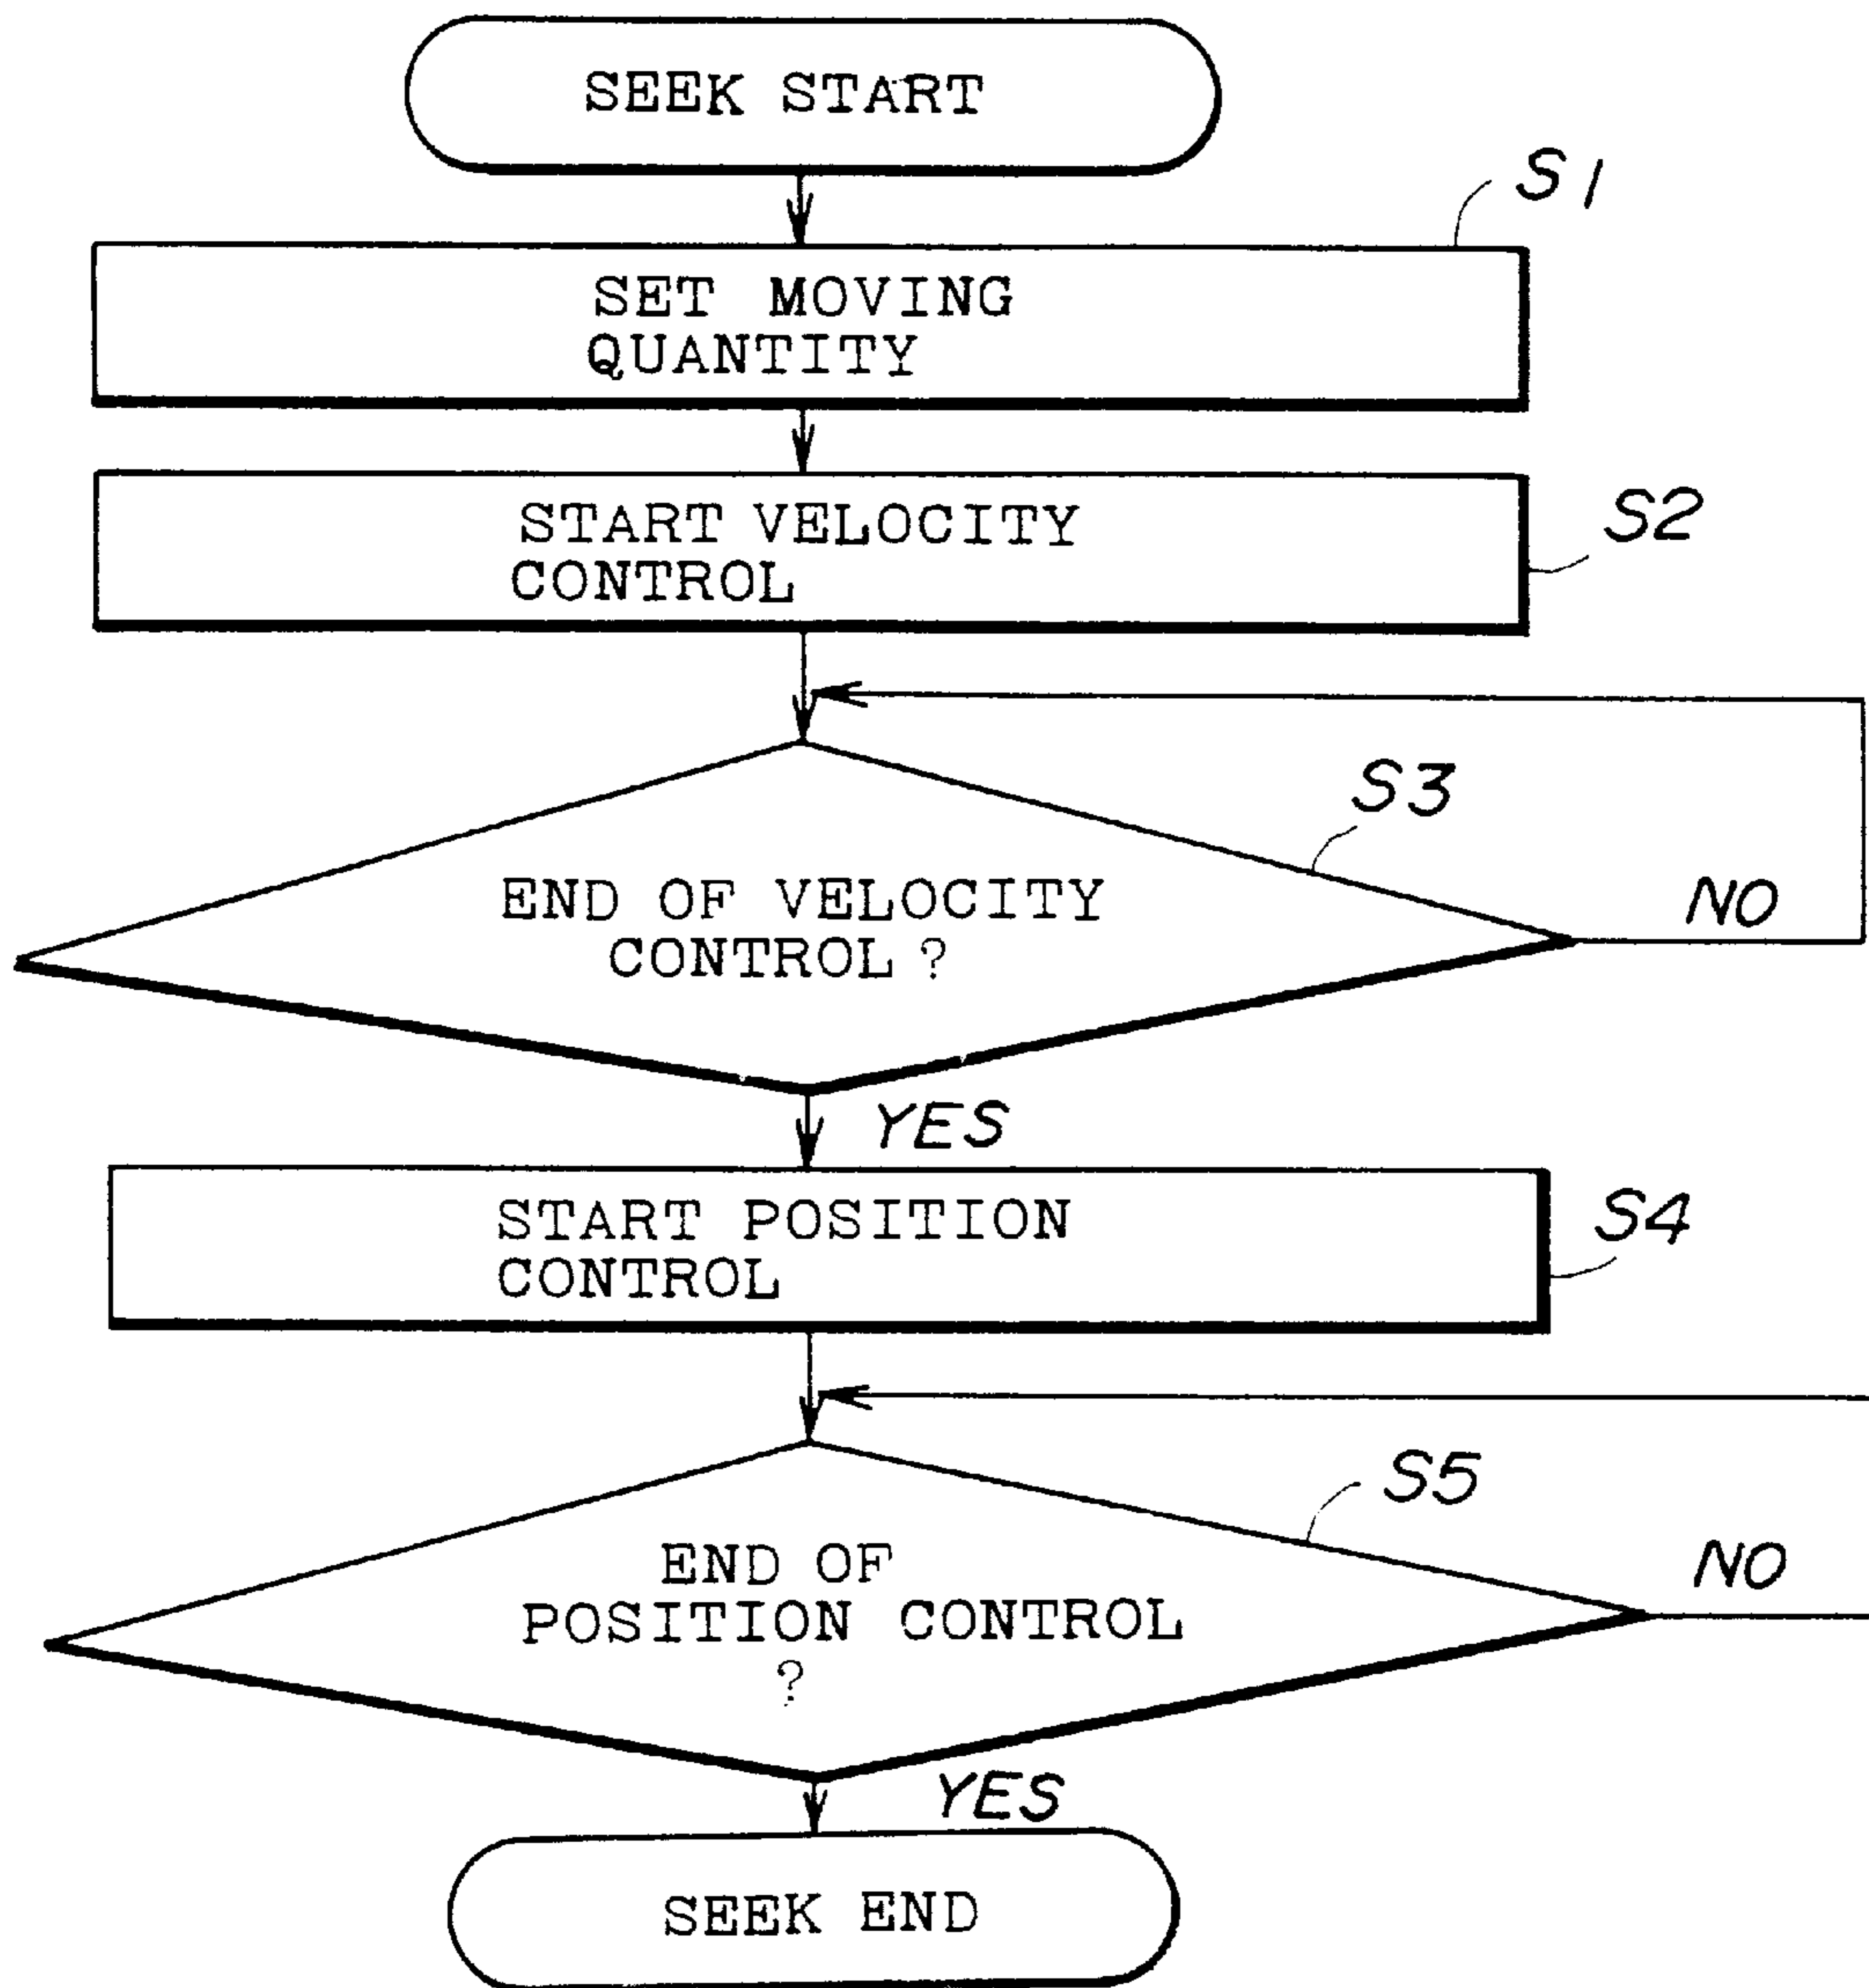 SEEK START
S1
SET MOVING
QUANTITY
START VELOCITY
CONTROL
S2
S3
END OF VELOCITY
CONTROL ?
NO
YES
START POSITION
CONTROL
S4
S5
END OF
POSITION CONTROL
?
NO
YES
SEEK END